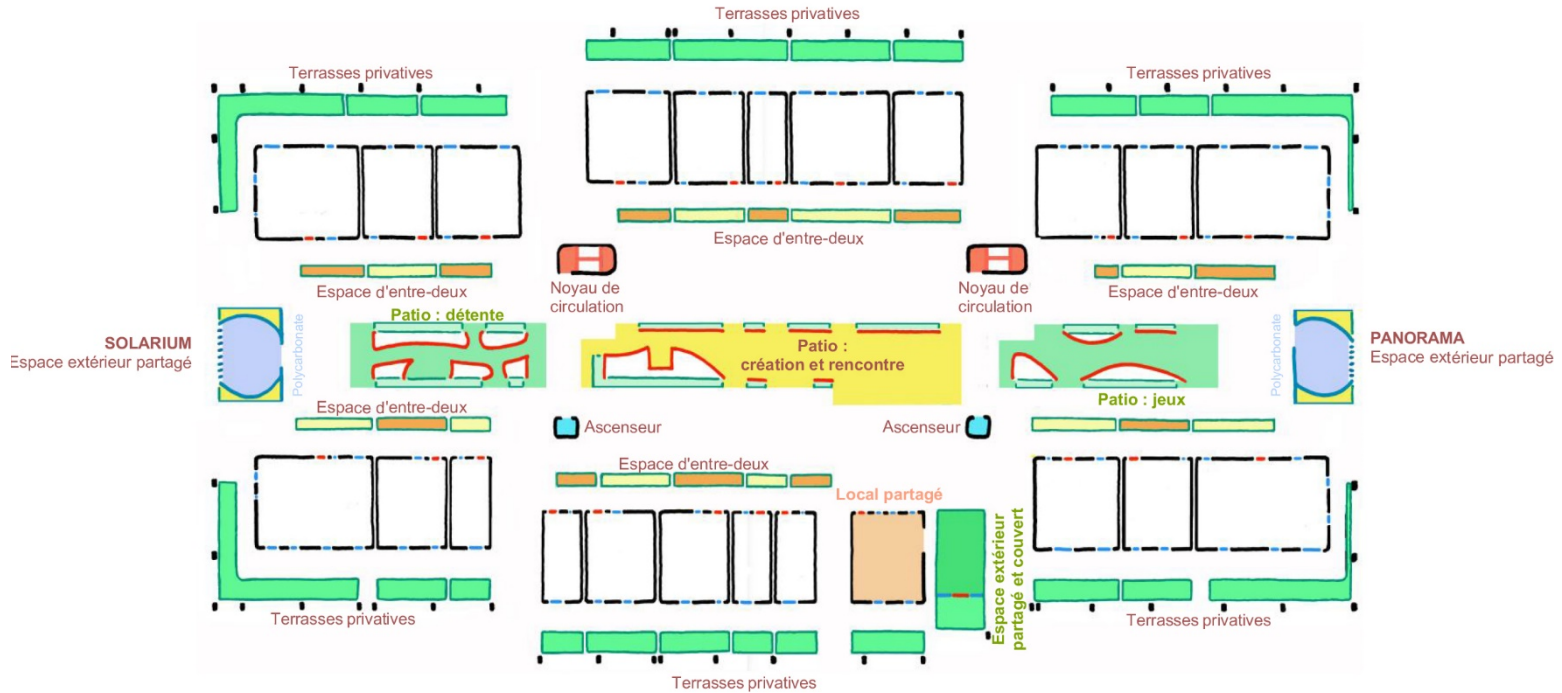 Terrasses privatives
Terrasses privatives
Terrasses privatives
Espace d'entre-deux
Espace d'entre-deux
Noyau de
circulation
Noyau de
circulation
Espace d'entre-deux
SOLARIUM
Espace extérieur partagé
Polycarbonate
Patio : détente
Patio :
création et rencontre
Patio : jeux
Polycarbonate
PANORAMA
Espace extérieur partagé
Espace d'entre-deux
Ascenseur
Ascenseur
Espace d'entre-deux
Espace d'entre-deux
Local partagé
Espace extérieur
partagé et couvert
Terrasses privatives
Terrasses privatives
Terrasses privatives